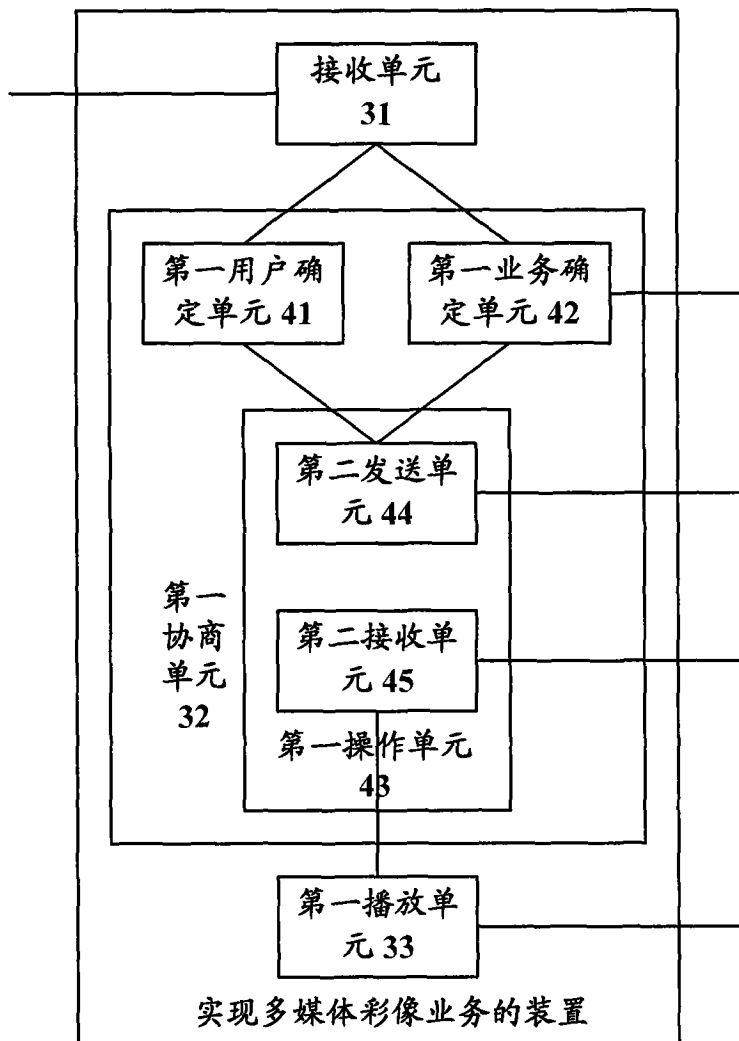 接收单元
31
第一用户确
定单元 41
第一业务确
定单元 42
第二发送单
元 44
第一
协商
单元
32
第二接收单
元 45
第一操作单元
43
第一播放单
元 33
实现多媒体彩像业务的装置